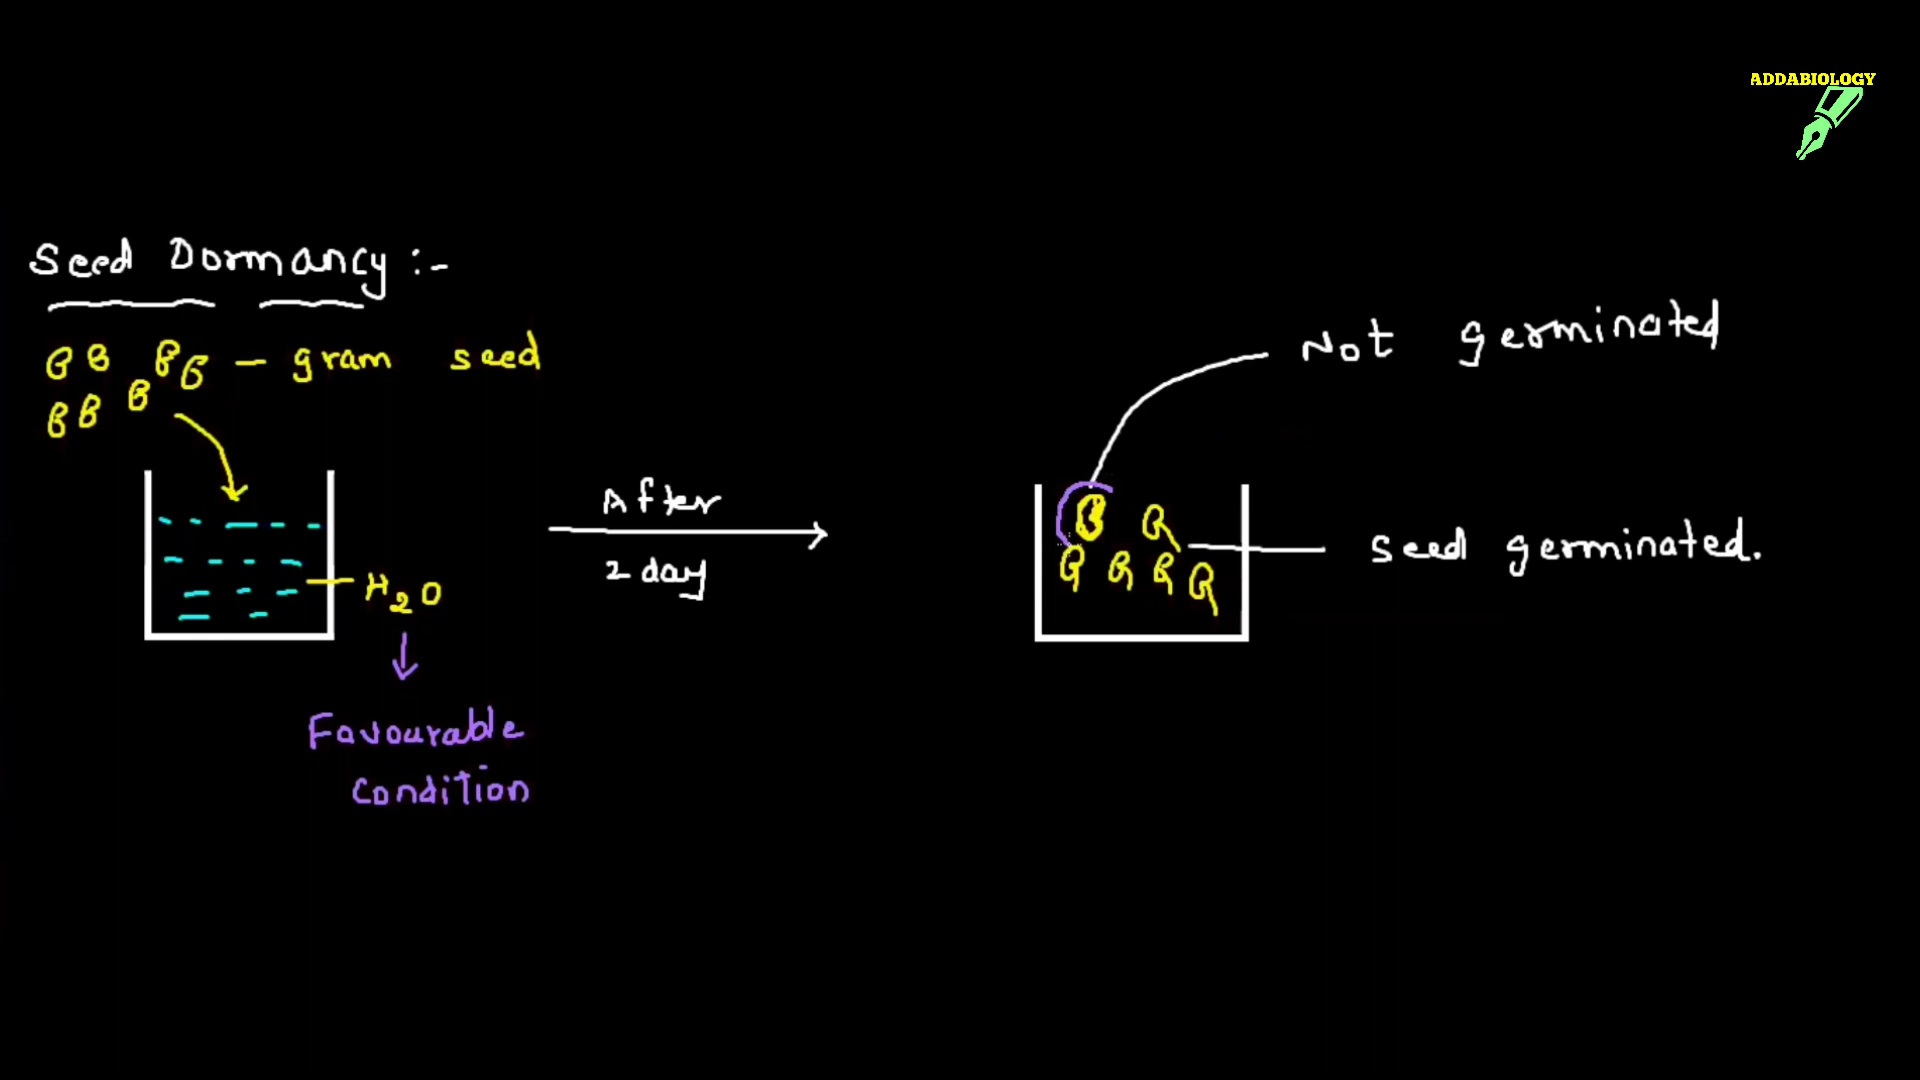 ADDABIOLOGY
Seed Dormancy :-
- gram seed
H2O
Favourable
Condition
After
2 day
Not germinated
seed germinated.